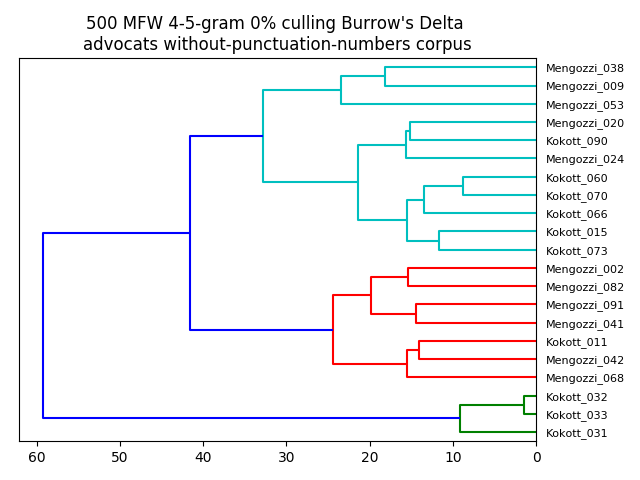 500 MFW 4-5-gram 0% culling Burrow's Delta
advocats without-punctuation-numbers corpus
Mengozzi_038
Mengozzi_009
Mengozzi_053
Mengozzi_020
Kokott_090
Mengozzi_024
Kokott_060
Kokott_070
Kokott_066
Kokott_015
Kokott_073
Mengozzi_002
Mengozzi_082
Mengozzi_091
Mengozzi_041
Kokott_011
Mengozzi_042
Mengozzi_068
Kokott_032
Kokott_033
Kokott_031
60 50 40 30 20 10 0